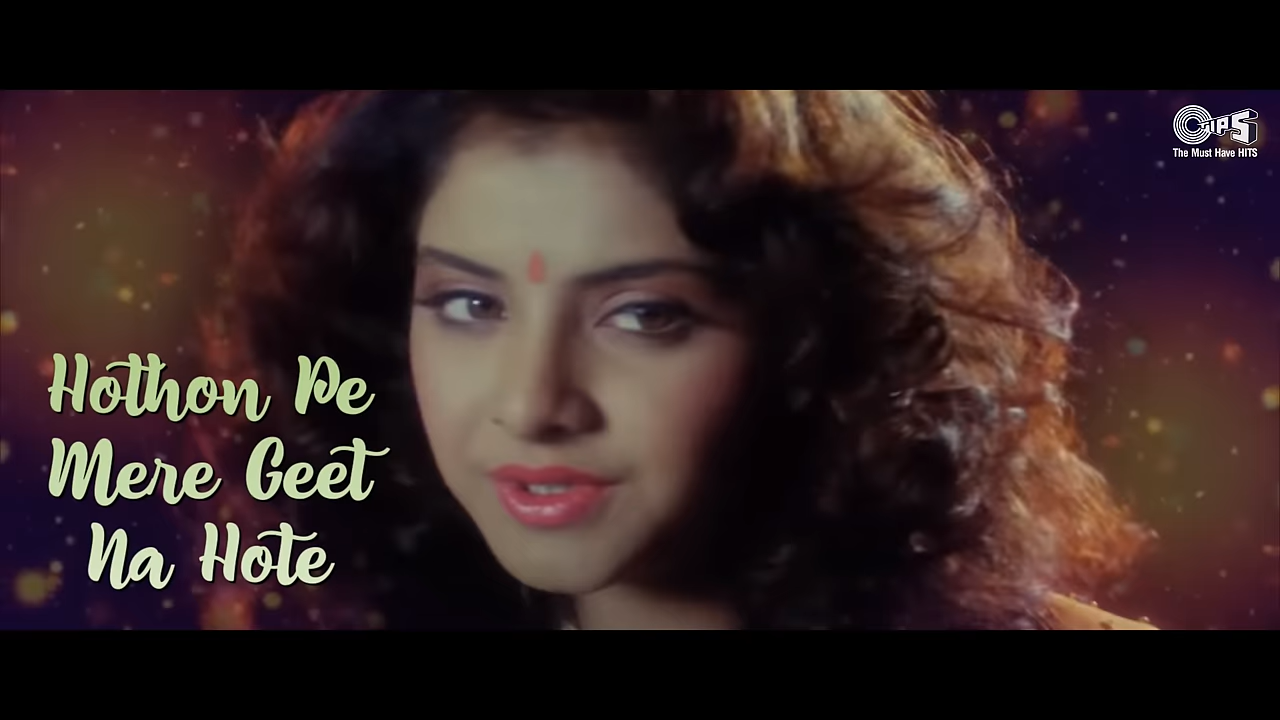 TIPS
The Must Have HITS
Hothon Pe
Mere Geet
Na Hote